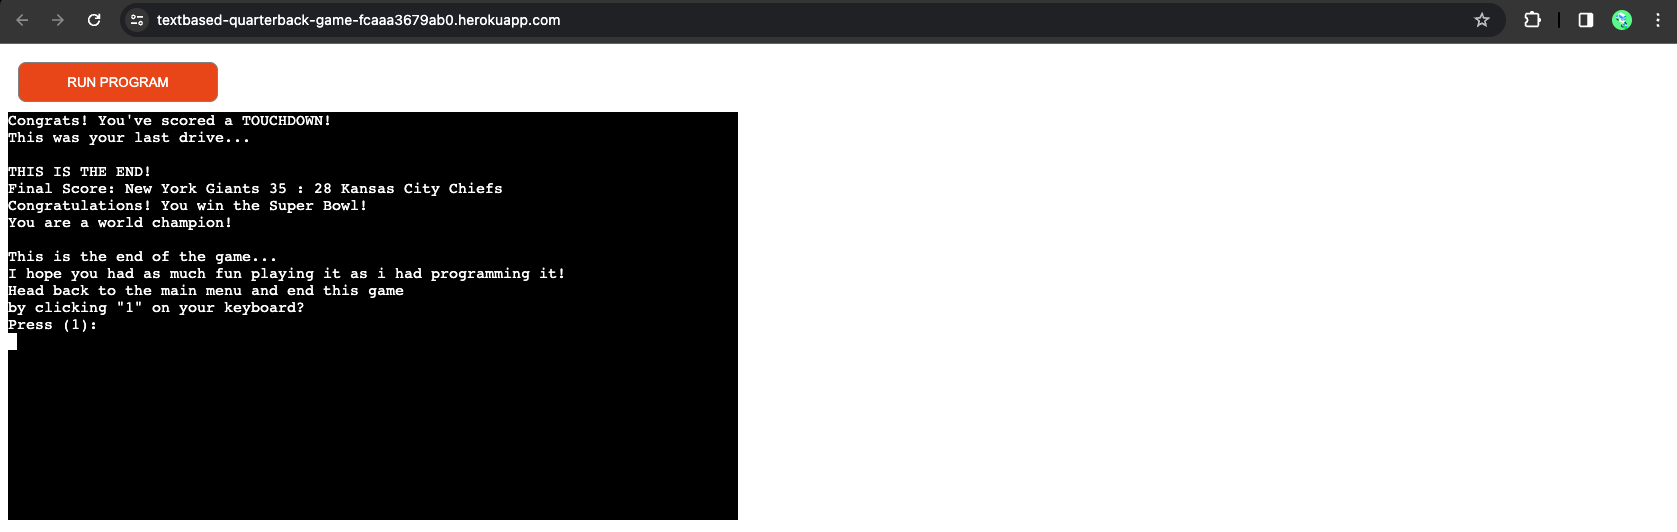 textbased-quarterback-game-fcaaa3679ab0.herokuapp.com
RUN PROGRAM
Congrats! You've scored a TOUCHDOWN!
This was your last drive...
THIS IS THE END!
Final Score: New York Giants 35 : 28 Kansas City Chiefs
Congratulations! You win the Super Bowl!
You are a world champion!
This is the end of the game...
I hope you had as much fun playing it as i had programming it!
Head back to the main menu and end this game
by clicking "1" on your keyboard?
Press (1):